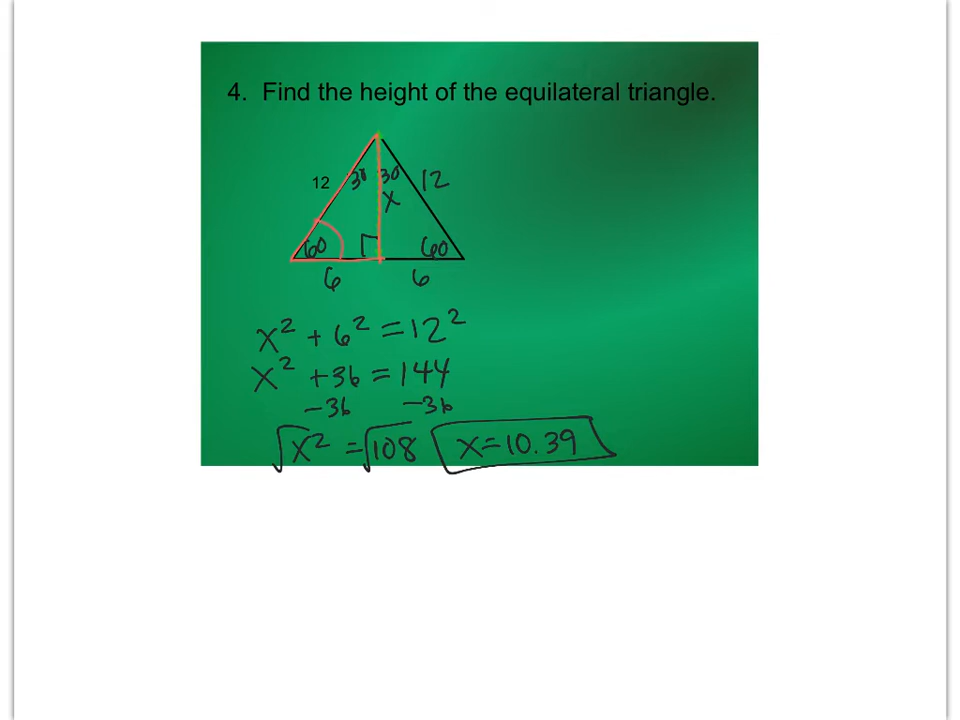 4. Find the height of the equilateral triangle.
12 30 30 12
x
60 60
6 6
x² + 6² = 12²
x² + 36 = 144
-36 -36
√x² = √108 x = 10.39